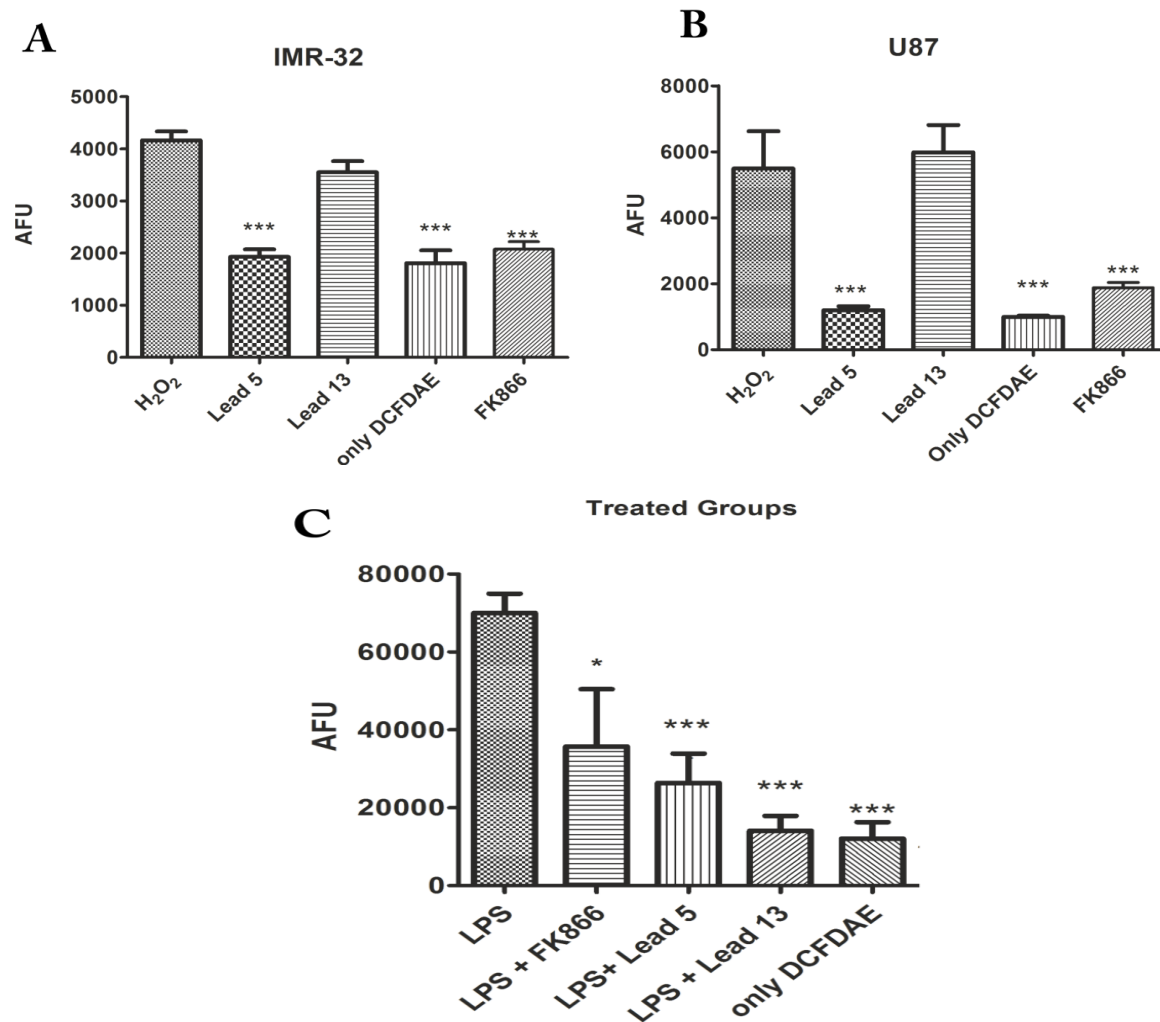 A
IMR-32
5000
4000
3000
2000
1000
0
AFU
***
***
***
H₂O₂
Lead 5
Lead 13
only DCFDAE
FK866
B
U87
8000
6000
4000
2000
0
AFU
***
***
***
H₂O₂
Lead 5
Lead 13
Only DCFDAE
FK866
C
Treated Groups
80000
60000
40000
20000
0
AFU
*
***
***
***
LPS
LPS + FK866
LPS+ Lead 5
LPS + Lead 13
only DCFDAE